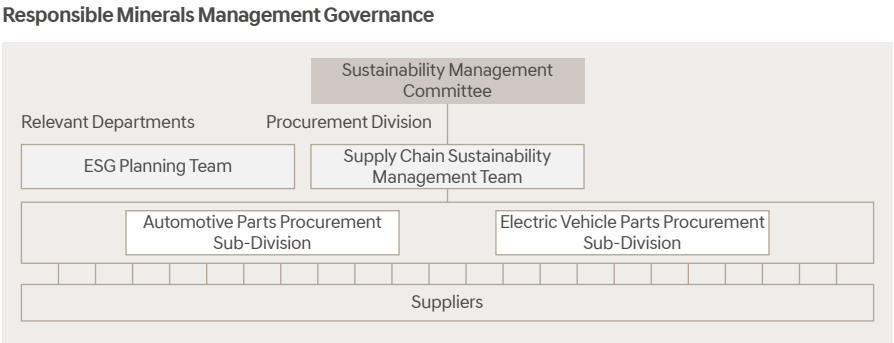 Responsible Minerals Management Governance
Sustainability Management
Committee
Relevant Departments
Procurement Division
ESG Planning Team
Supply Chain Sustainability
Management Team
Automotive Parts Procurement
Sub-Division
Electric Vehicle Parts Procurement
Sub-Division
Suppliers